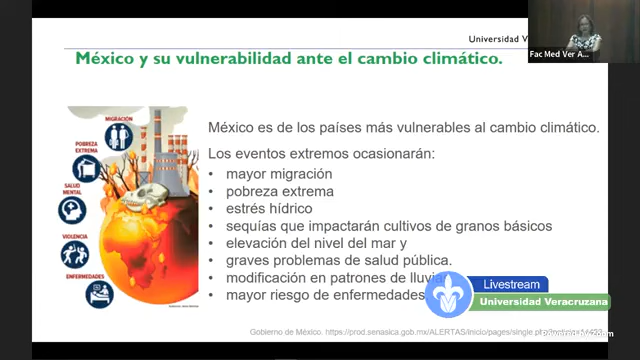 Universidad V
Fac Med Ver A...
México y su vulnerabilidad ante el cambio climático.
MIGRACIÓN
POBREZA
EXTREMA
SALUD
MENTAL
VIOLENCIA
ENFERMEDADES
México es de los países más vulnerables al cambio climático.
Los eventos extremos ocasionarán:
• mayor migración
• pobreza extrema
• estrés hídrico
• sequías que impactarán cultivos de granos básicos
• elevación del nivel del mar y
• graves problemas de salud pública.
• modificación en patrones de lluvia
• mayor riesgo de enfermedades.
Livestream
Universidad Veracruzana
Gobierno de México. https://prod.senasica.gob.mx/ALERTAS/inicio/pages/single.php?